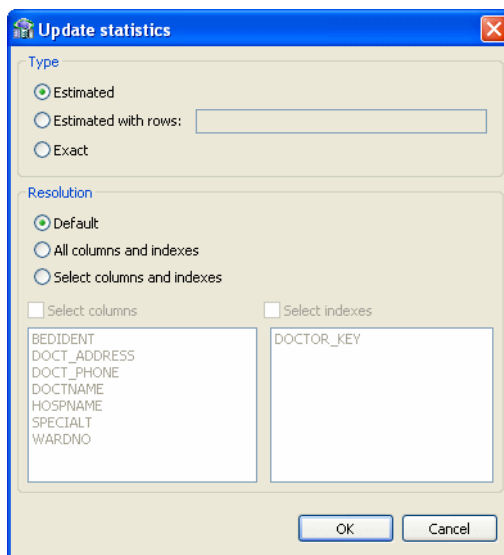 Update statistics
Type
Estimated
Estimated with rows:
Exact
Resolution
Default
All columns and indexes
Select columns and indexes
Select columns
Select indexes
BEDIDENT
DOCT_ADDRESS
DOCT_PHONE
DOCTNAME
HOSPNAME
SPECIALT
WARDNO
DOCTOR_KEY
OK
Cancel